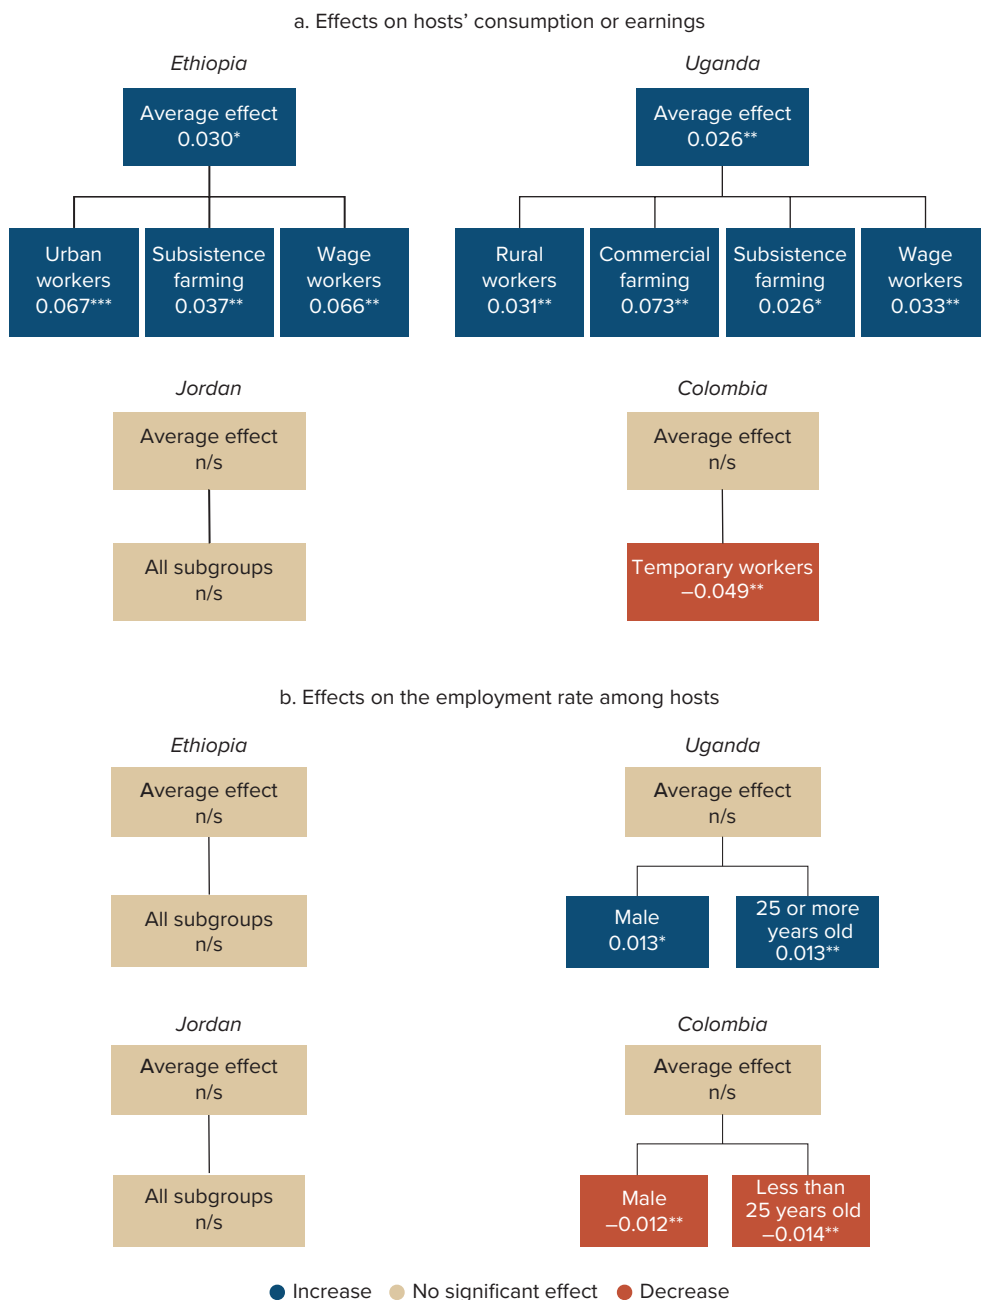 a. Effects on hosts’ consumption or earnings
Ethiopia
Average effect
0.030*
Urban
workers
0.067***
Subsistence
farming
0.037**
Wage
workers
0.066**
Uganda
Average effect
0.026**
Rural
workers
0.031**
Commercial
farming
0.073**
Subsistence
farming
0.026*
Wage
workers
0.033**
Jordan
Average effect
n/s
All subgroups
n/s
Colombia
Average effect
n/s
Temporary workers
–0.049**
b. Effects on the employment rate among hosts
Ethiopia
Average effect
n/s
All subgroups
n/s
Uganda
Average effect
n/s
Male
0.013*
25 or more
years old
0.013**
Jordan
Average effect
n/s
All subgroups
n/s
Colombia
Average effect
n/s
Male
–0.012**
Less than
25 years old
–0.014**
Increase
No significant effect
Decrease